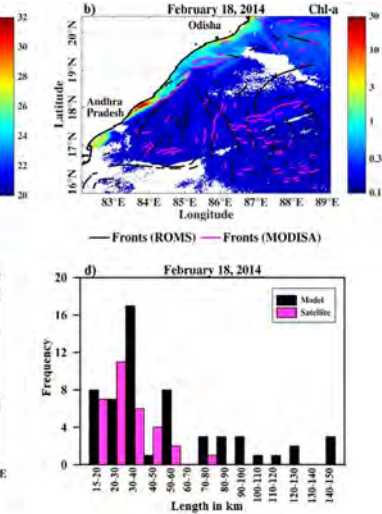 32
30
28
26
24
22
20
b) February 18, 2014 Chl-a
Odisha
Andhra
Pradesh
Latitude
20°N
19°N
18°N
17°N
16°N
83°E 84°E 85°E 86°E 87°E 88°E 89°E
Longitude
30
10
3
1
0.3
0.1
Fronts (ROMS) Fronts (MODISA)
d) February 18, 2014
Model
Satellite
Frequency
20
16
12
8
4
0
15-20 20-30 30-40 40-50 50-60 60-70 70-80 80-90 90-100 100-110 110-120 120-130 130-140 140-150
Length in km
E